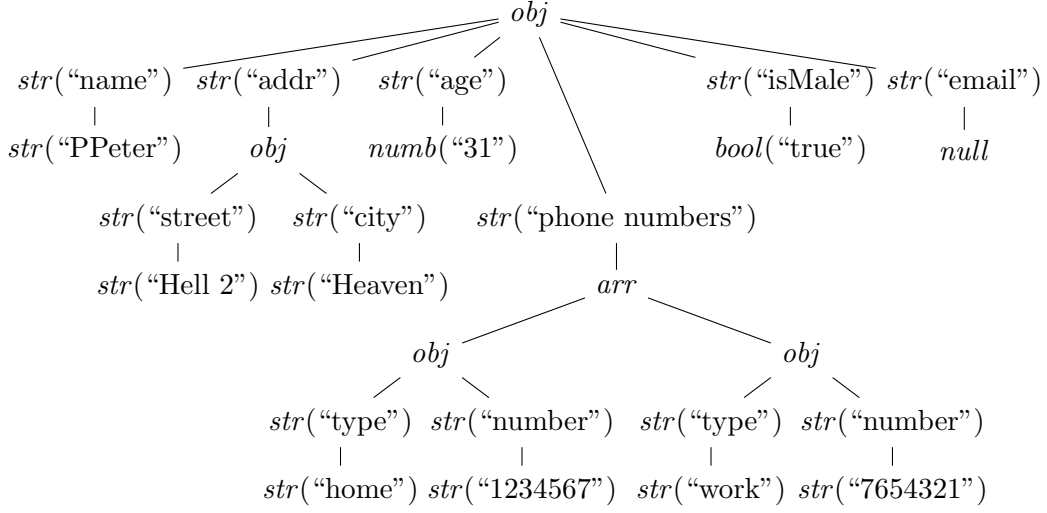 obj
str(“name”) str(“addr”) str(“age”) str(“isMale”) str(“email”)
str(“PPeter”) obj numb(“31”) bool(“true”) null
str(“street”) str(“city”) str(“phone numbers”)
str(“Hell 2”) str(“Heaven”) arr
obj obj
str(“type”) str(“number”) str(“type”) str(“number”)
str(“home”) str(“1234567”) str(“work”) str(“7654321”)